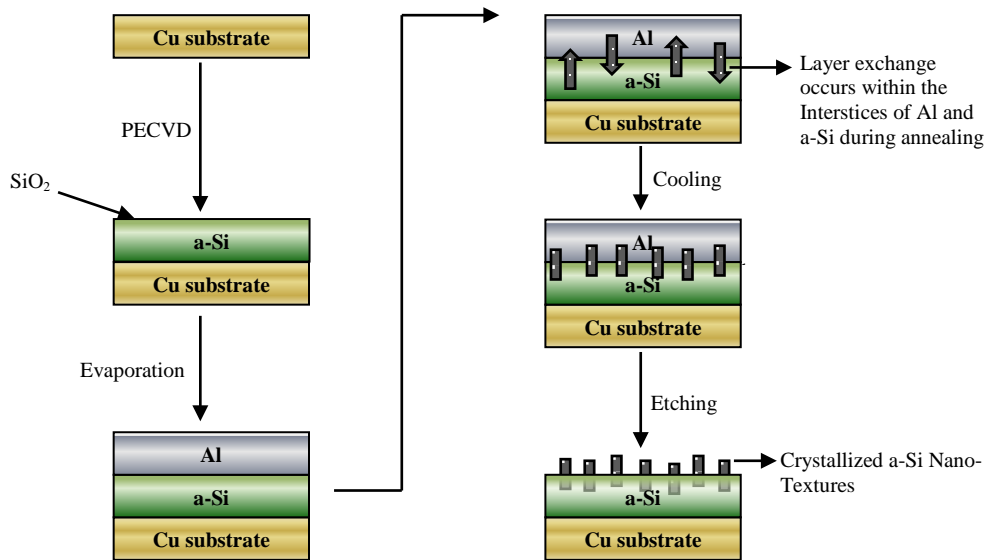 Cu substrate
PECVD
SiO₂
a-Si
Cu substrate
Evaporation
Al
a-Si
Cu substrate
Al
a-Si
Cu substrate
Layer exchange
occurs within the
Interstices of Al and
a-Si during annealing
Cooling
Al
a-Si
Cu substrate
Etching
a-Si
Cu substrate
Crystallized a-Si Nano-
Textures